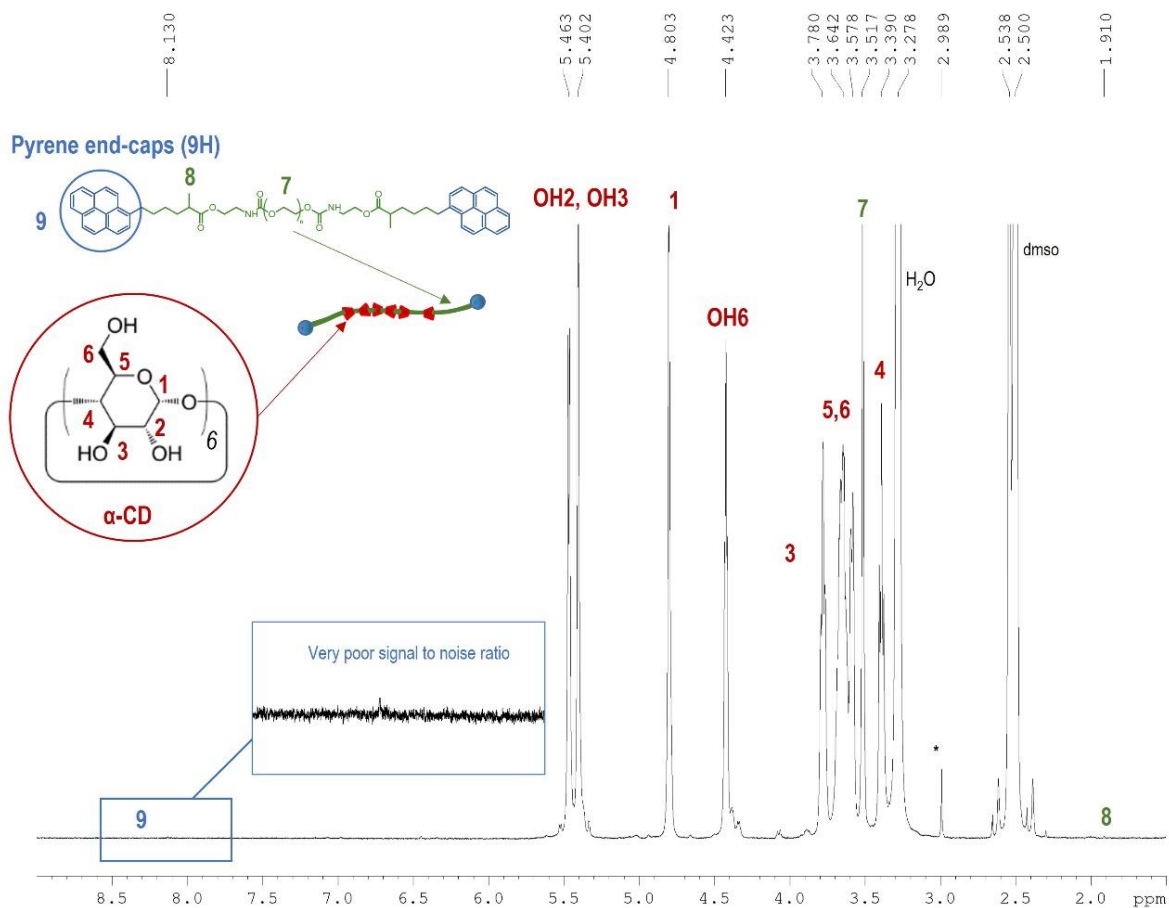 8.130
5.463
5.402
4.803
4.423
3.780
3.642
3.578
3.517
3.390
3.278
2.989
2.538
2.500
1.910
Pyrene end-caps (9H)
8
7
9
O
O
O
NH
O
O
n
O
O
NH
O
O
OH2, OH3
1
7
H2O
dmso
OH6
4
5,6
3
OH
6
5
O
1
O
4
2
6
HO
3
OH
α-CD
Very poor signal to noise ratio
*
9
8
8.5 8.0 7.5 7.0 6.5 6.0 5.5 5.0 4.5 4.0 3.5 3.0 2.5 2.0 ppm